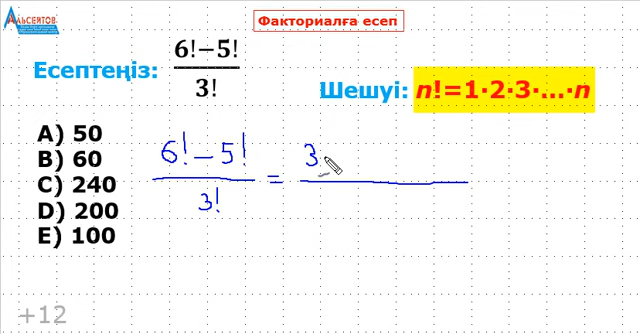 АЛЬСЕЙТОВ
Факториалға есеп
Есептеңіз: 6!−5!
3!
Шешуі: n!=1·2·3·...·n
A) 50
B) 60
C) 240
D) 200
E) 100
6! − 5!
3!
= 3
+12